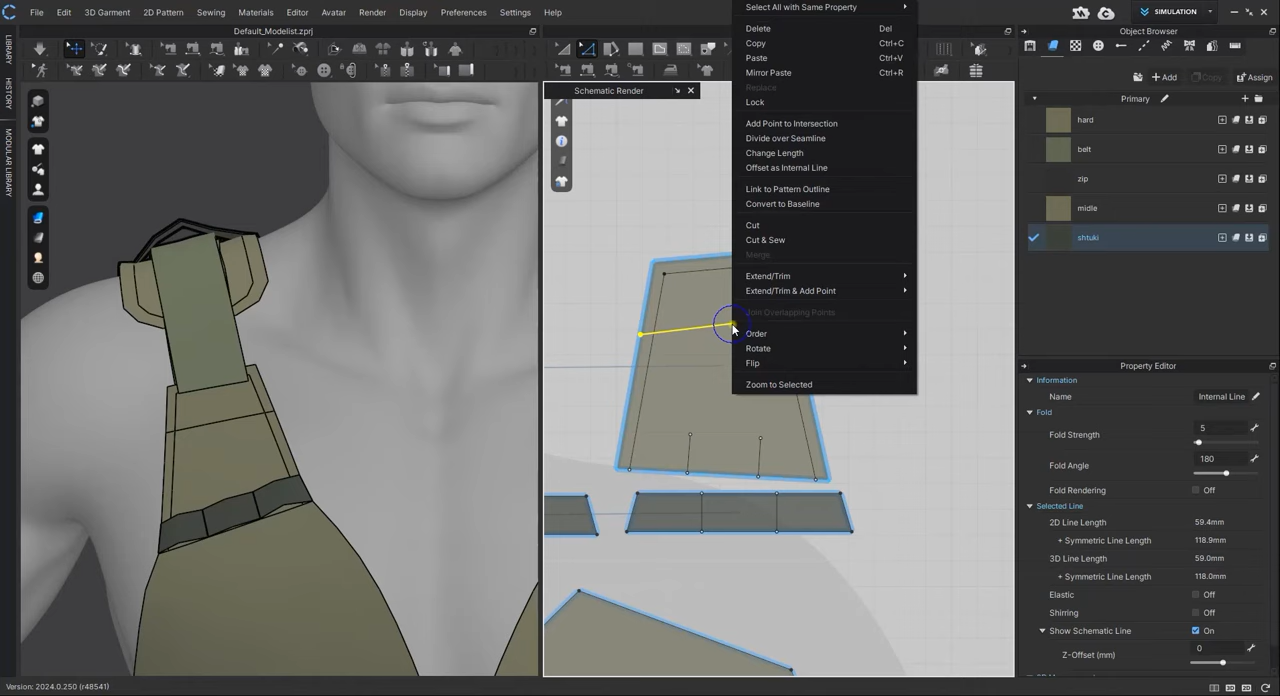 File Edit 3D Garment 2D Pattern Sewing Materials Editor Avatar Render Display Preferences Settings Help
SIMULATION
Default_Modelist.zprj
Object Browser
LIBRARY
HISTORY
MODULAR LIBRARY
Schematic Render
Select All with Same Property
Delete Del
Copy Ctrl+C
Paste Ctrl+V
Mirror Paste Ctrl+R
Replace
Lock
Add Point to Intersection
Divide over Seamline
Change Length
Offset as Internal Line
Link to Pattern Outline
Convert to Baseline
Cut
Cut & Sew
Merge
Extend/Trim
Extend/Trim & Add Point
Join Overlapping Points
Order
Rotate
Flip
Zoom to Selected
Add Copy Assign
Primary
hard
belt
zip
midle
shtuki
Property Editor
Information
Name Internal Line
Fold
Fold Strength 5
Fold Angle 180
Fold Rendering Off
Selected Line
2D Line Length 59.4mm
+ Symmetric Line Length 118.9mm
3D Line Length 59.0mm
+ Symmetric Line Length 118.0mm
Elastic Off
Shirring Off
Show Schematic Line On
Z-Offset (mm) 0
Version: 2024.0.250 (r48541)
3D 2D